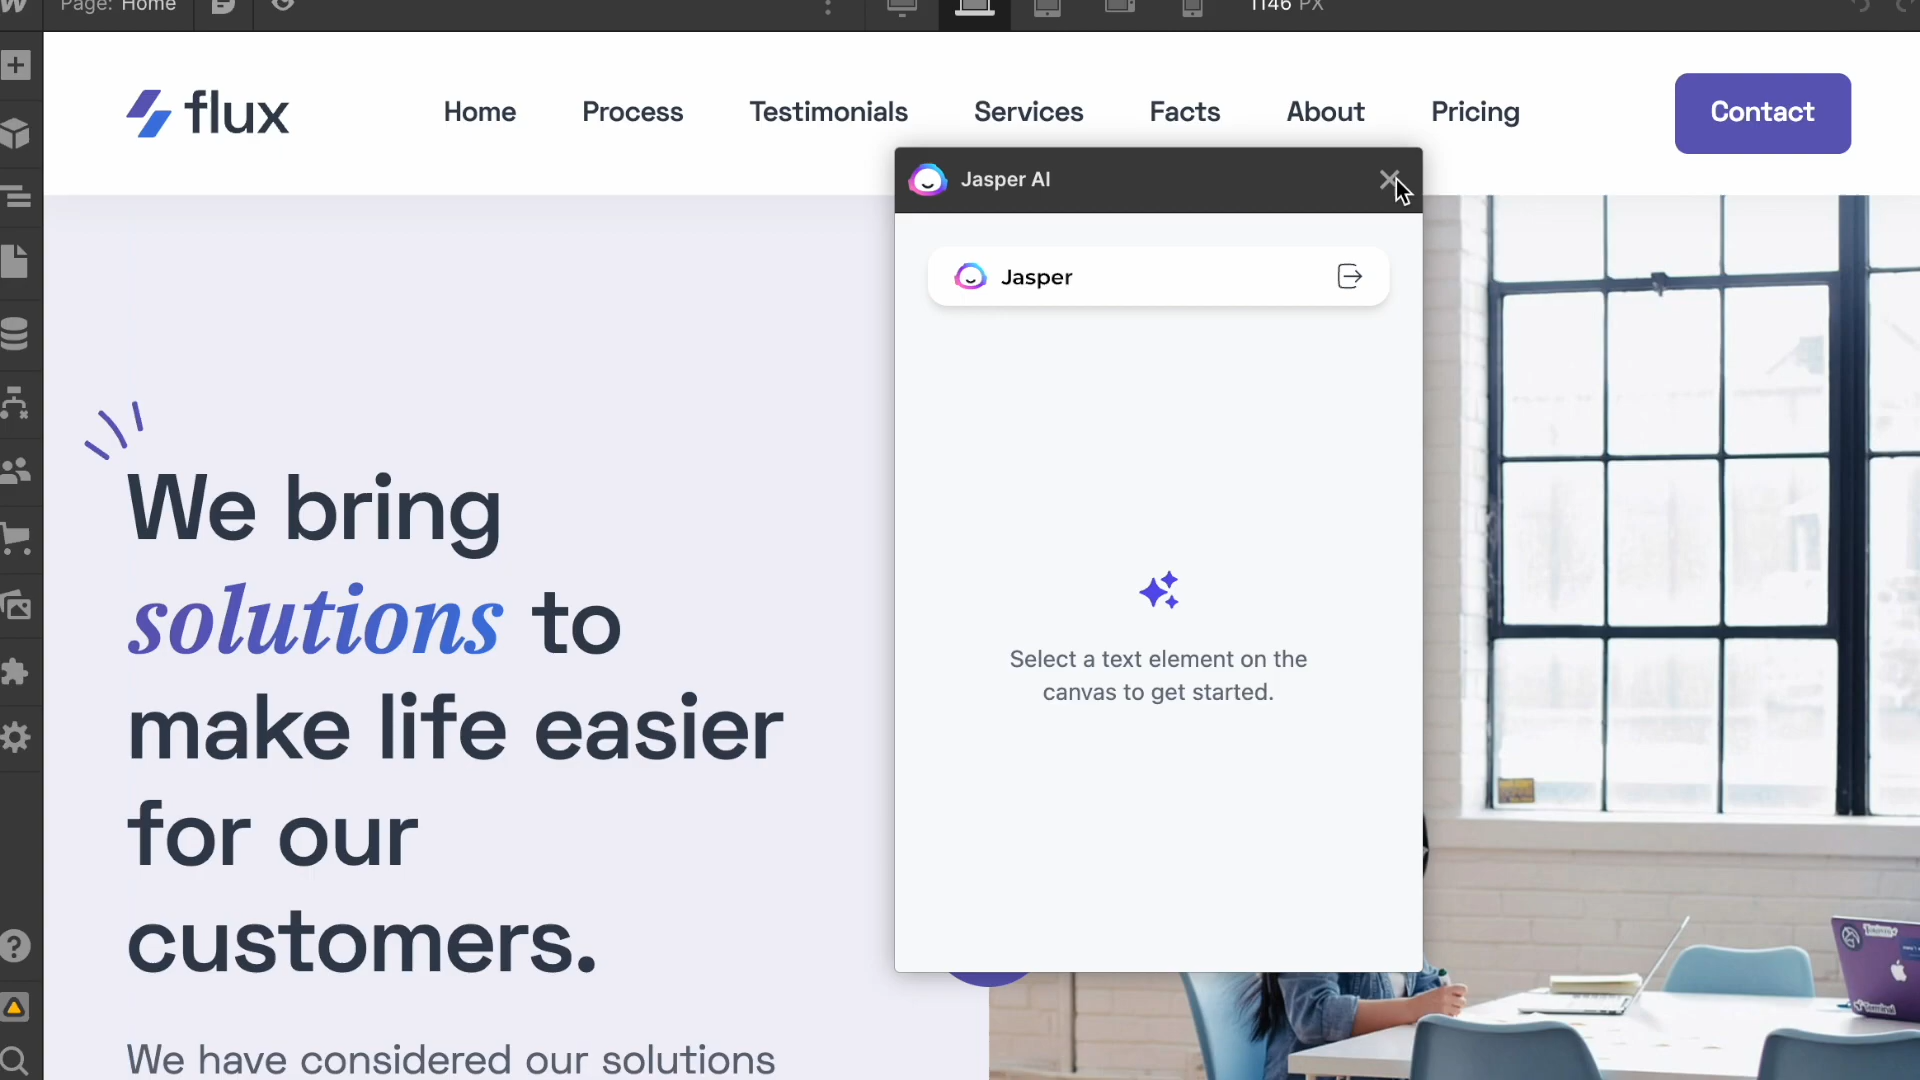 Page: Home
1146 PX
flux
Home
Process
Testimonials
Services
Facts
About
Pricing
Contact
Jasper AI
Jasper
Select a text element on the
canvas to get started.
We bring
solutions to
make life easier
for our
customers.
We have considered our solutions
Terminal